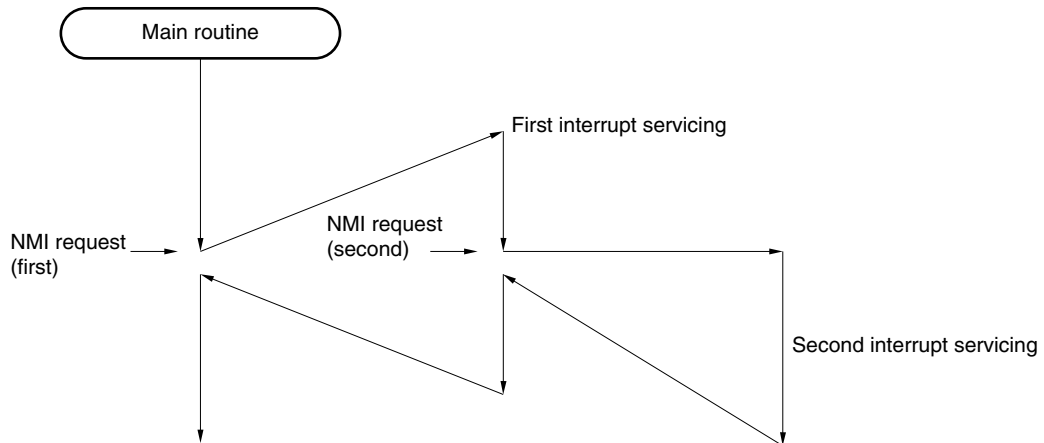 Main routine
First interrupt servicing
NMI request
(first)
NMI request
(second)
Second interrupt servicing